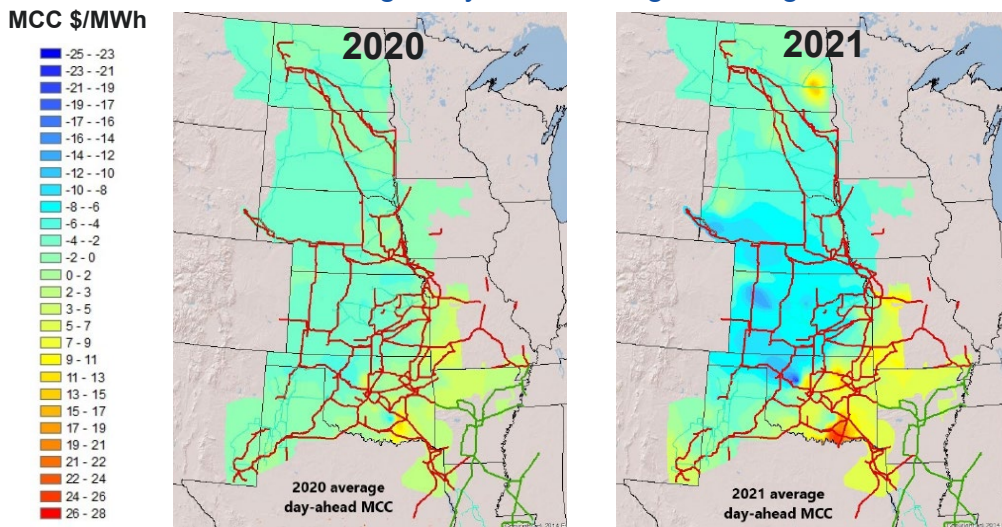 MCC $/MWh
-25 - -23
-23 - -21
-21 - -19
-19 - -17
-17 - -16
-16 - -14
-14 - -12
-12 - -10
-10 - -8
-8 - -6
-6 - -4
-4 - -2
-2 - 0
0 - 2
2 - 3
3 - 5
5 - 7
7 - 9
9 - 11
11 - 13
13 - 15
15 - 17
17 - 19
19 - 21
21 - 22
22 - 24
24 - 26
26 - 28
2020
2020 average
day-ahead MCC
2021
2021 average
day-ahead MCC